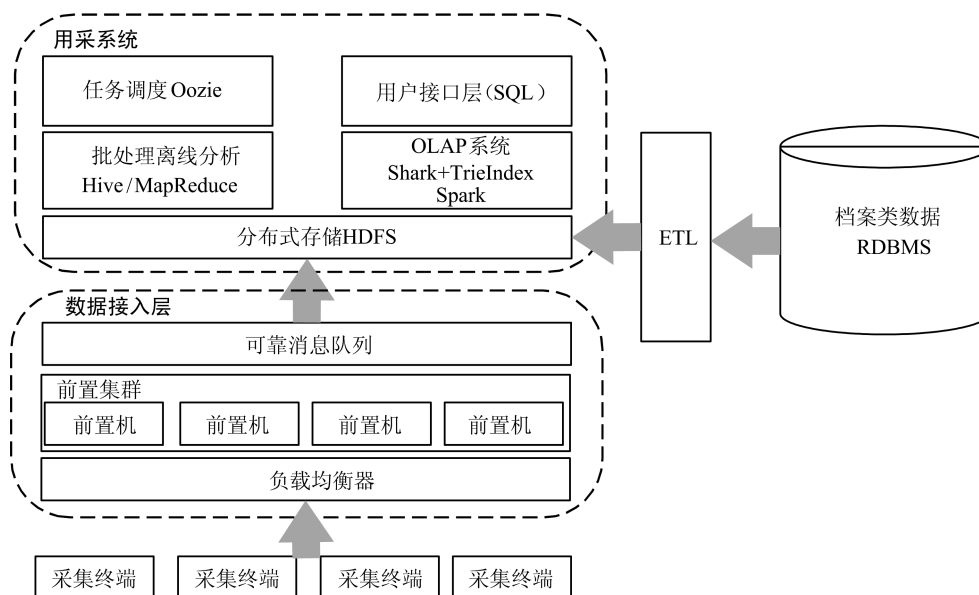 用采系统
任务调度Oozie
用户接口层(SQL)
批处理离线分析
Hive/MapReduce
OLAP系统
Shark+TrieIndex
Spark
分布式存储HDFS
ETL
档案类数据
RDBMS
数据接入层
可靠消息队列
前置集群
前置机
前置机
前置机
前置机
负载均衡器
采集终端
采集终端
采集终端
采集终端